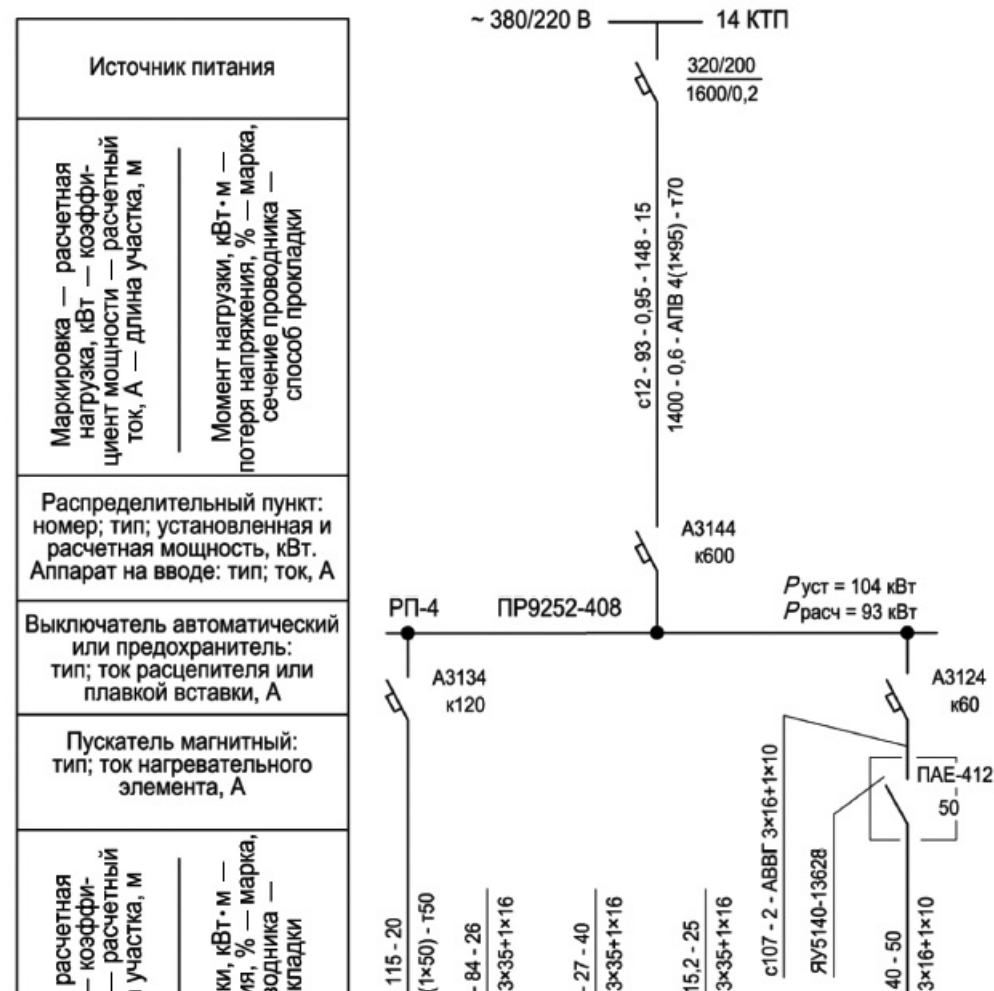 ~ 380/220 В
14 КТП
Источник питания
320/200
1600/0,2
Маркировка — расчетная
нагрузка, кВт — коэффи-
циент мощности — расчетный
ток, А — длина участка, м
Момент нагрузки, кВт•м —
потеря напряжения, % — марка,
сечение проводника —
способ прокладки
с12 - 93 - 0,95 - 148 - 15
1400 - 0,6 - АПВ 4(1×95) - т70
Распределительный пункт:
номер; тип; установленная и
расчетная мощность, кВт.
Аппарат на вводе: тип; ток, А
А3144
к600
РП-4
ПР9252-408
Pуст = 104 кВт
Pрасч = 93 кВт
Выключатель автоматический
или предохранитель:
тип; ток расцепителя или
плавкой вставки, А
А3134
к120
А3124
к60
Пускатель магнитный:
тип; ток нагревательного
элемента, А
с107 - 2 - АВВГ 3×16+1×10
ЯУ5140-13628
ПАЕ-412
50
расчетная
- коэффи-
— расчетный
участка, м
кВт•м —
% — марка,
115 - 20
(1×50) - т50
- 84 - 26
3×35+1×16
- 27 - 40
3×35+1×16
15,2 - 25
3×35+1×16
40 - 50
3×16+1×10